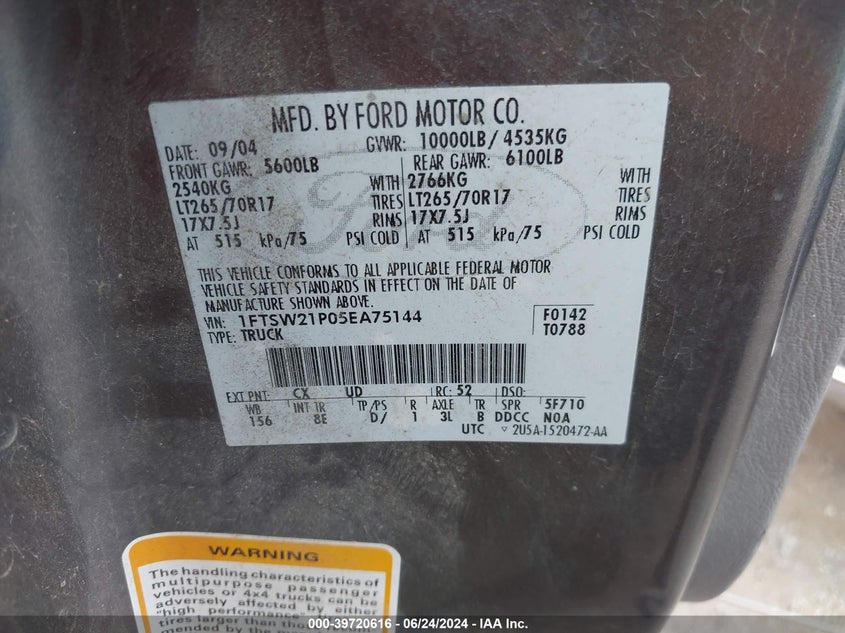 MFD. BY FORD MOTOR CO.
DATE: 09/04 GVWR: 10000LB/ 4535KG
FRONT GAWR: 5600LB REAR GAWR: 6100LB
2540KG WITH 2766KG WITH
LT265/70R17 TIRES LT265/70R17 TIRES
17X7.5J RIMS 17X7.5J RIMS
AT 515 kPa/75 PSI COLD AT 515 kPa/75 PSI COLD
THIS VEHICLE CONFORMS TO ALL APPLICABLE FEDERAL MOTOR
VEHICLE SAFETY STANDARDS IN EFFECT ON THE DATE OF
MANUFACTURE SHOWN ABOVE.
VIN: 1FTSW21P05EA75144 F0142
TYPE: TRUCK T0788
EXT PNT: CX UD RC: 52 DSO:
WB INT TR TP/PS R AXLE TR SPR 5F710
156 8E D/ 1 3L B DDCC NOA
UTC ▽ 2U5A-1520472-AA
WARNING
The handling characteristics of
multipurpose passenger
vehicles or 4x4 trucks can be
adversely affected by either
"high performance"
tires larger than
000-39720616 - 06/24/2024 - IAA Inc.